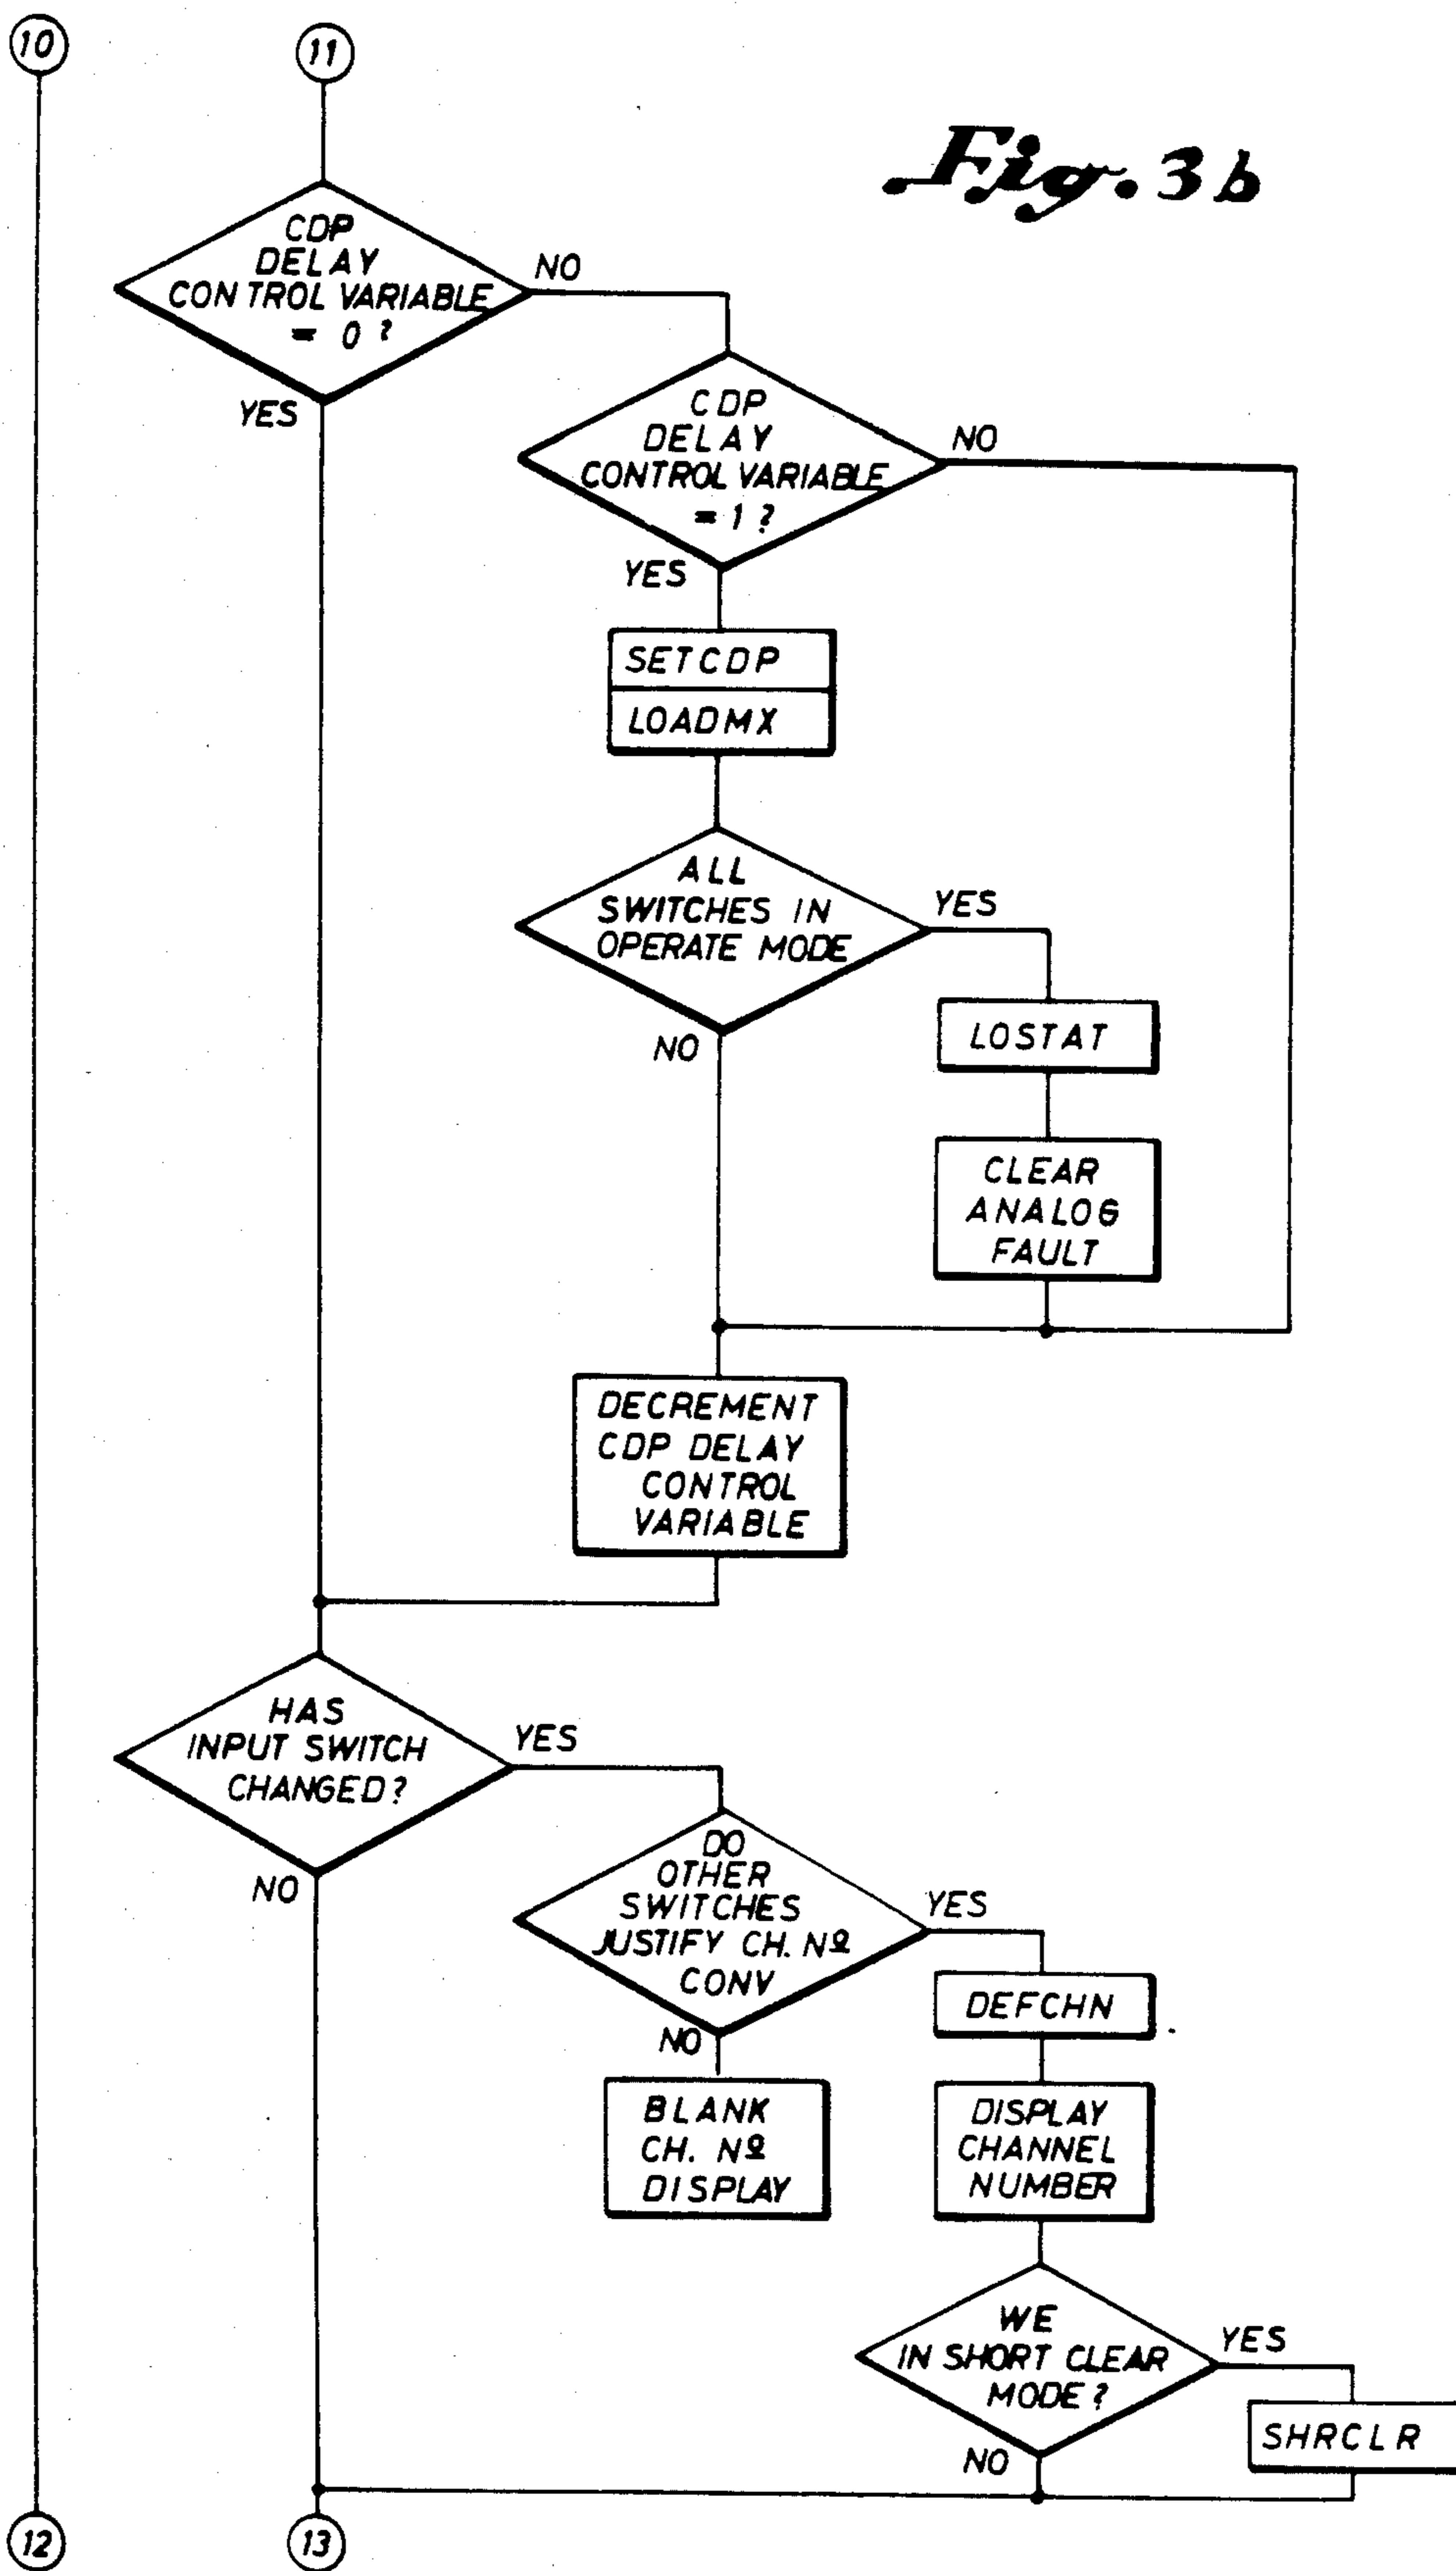 10
11
Fig. 3b
CDP
DELAY
CONTROL VARIABLE
= 0 ?
NO
YES
CDP
DELAY
CONTROL VARIABLE
= 1 ?
NO
YES
SETCDP
LOADMX
ALL
SWITCHES IN
OPERATE MODE
YES
NO
LOSTAT
CLEAR
ANALOG
FAULT
DECREMENT
CDP DELAY
CONTROL
VARIABLE
HAS
INPUT SWITCH
CHANGED?
YES
NO
DO
OTHER
SWITCHES
JUSTIFY CH. Nº
CONV
YES
NO
DEFCHN
BLANK
CH. Nº
DISPLAY
DISPLAY
CHANNEL
NUMBER
WE
IN SHORT CLEAR
MODE?
YES
NO
SHRCLR
12
13